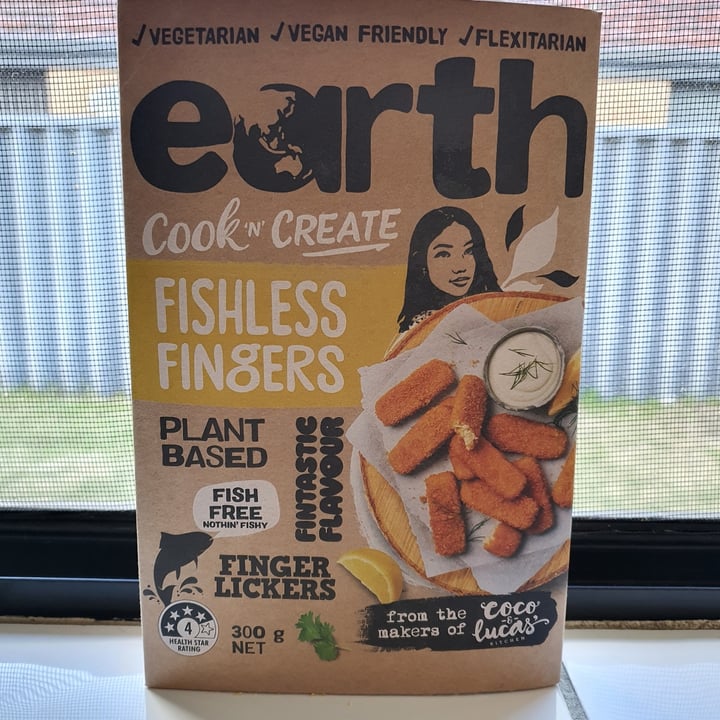 ✓VEGETARIAN ✓VEGAN FRIENDLY ✓FLEXITARIAN
earth
Cook 'N' CREATE
FISHLESS
FINGERS
PLANT
BASED
FINTASTIC
FLAVOUR
FISH
FREE
NOTHIN' FISHY
FINGER
LICKERS
4
HEALTH STAR
RATING
300 g
NET
from the
makers of
coco
&
lucas'
KITCHEN